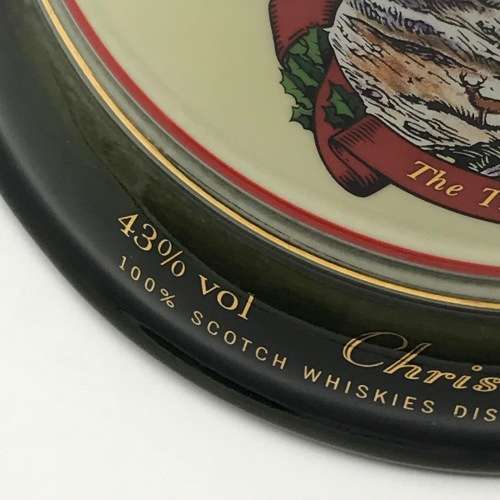 The
43% vol
100% SCOTCH WHISKIES